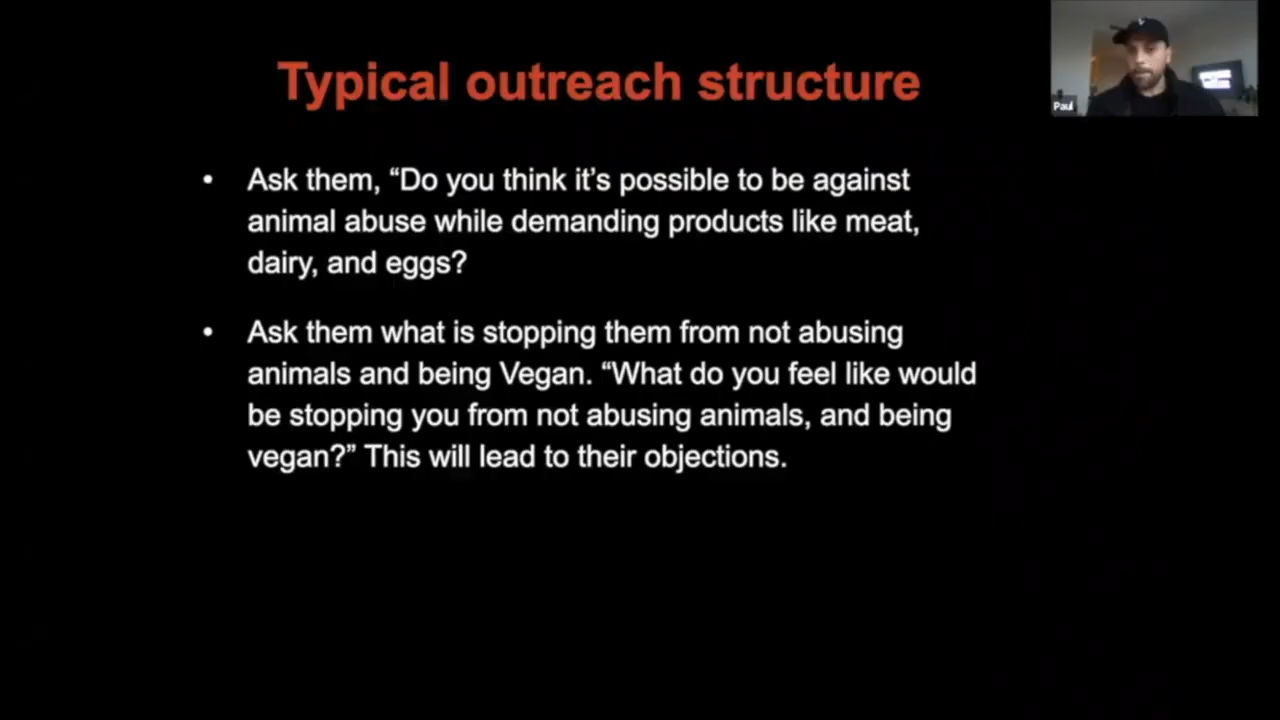 Typical outreach structure
Paul
• Ask them, “Do you think it’s possible to be against
animal abuse while demanding products like meat,
dairy, and eggs?
• Ask them what is stopping them from not abusing
animals and being Vegan. “What do you feel like would
be stopping you from not abusing animals, and being
vegan?” This will lead to their objections.